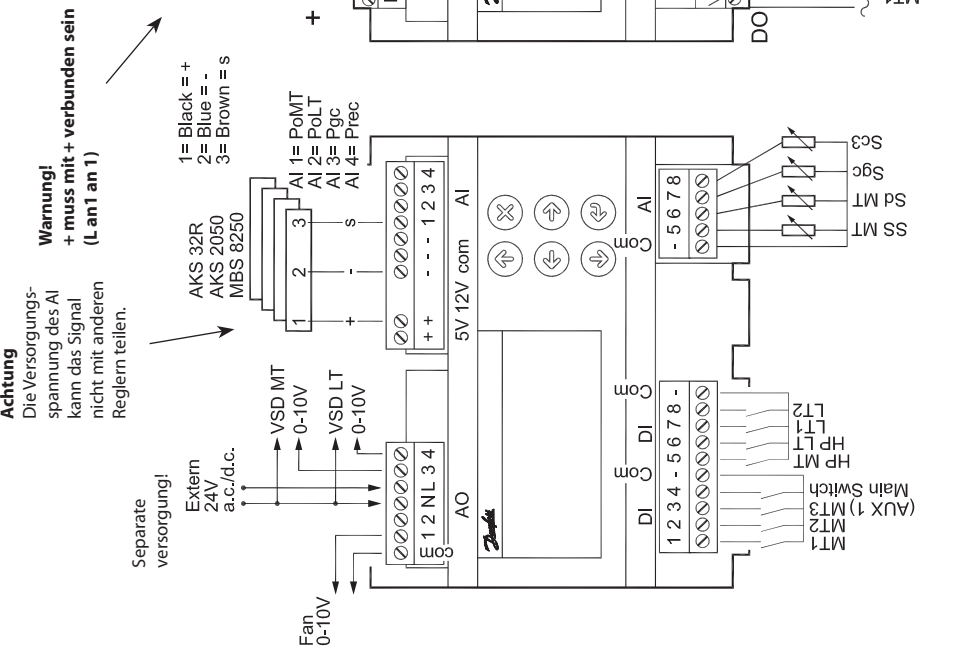 Achtung
Die Versorgungs-
spannung des AI
kann das Signal
nicht mit anderen
Reglern teilen.
Warnung!
+ muss mit + verbunden sein
(L an1 an 1)
Separate
versorgung!
Extern
24V
a.c./d.c.
AKS 32R
AKS 2050
MBS 8250
1= Black = +
2= Blue = -
3= Brown = s
Fan
0-10V
VSD MT
0-10V
VSD LT
0-10V
1 2 3
+ - s
AI 1= PoMT
AI 2= PoLT
AI 3= Pgc
AI 4= Prec
+
com
1 2 N L 3 4
AO
+ + - - - 1 2 3 4
5V 12V com AI
Danfoss
DI Com DI Com
1 2 3 4 - 5 6 7 8 -
Com AI
- 5 6 7 8
DO
MT1
MT2
(AUX 1) MT3
Main Switch
HP MT
HP LT
LT1
LT2
SS MT
Sd MT
Sgc
Sc3
MT1